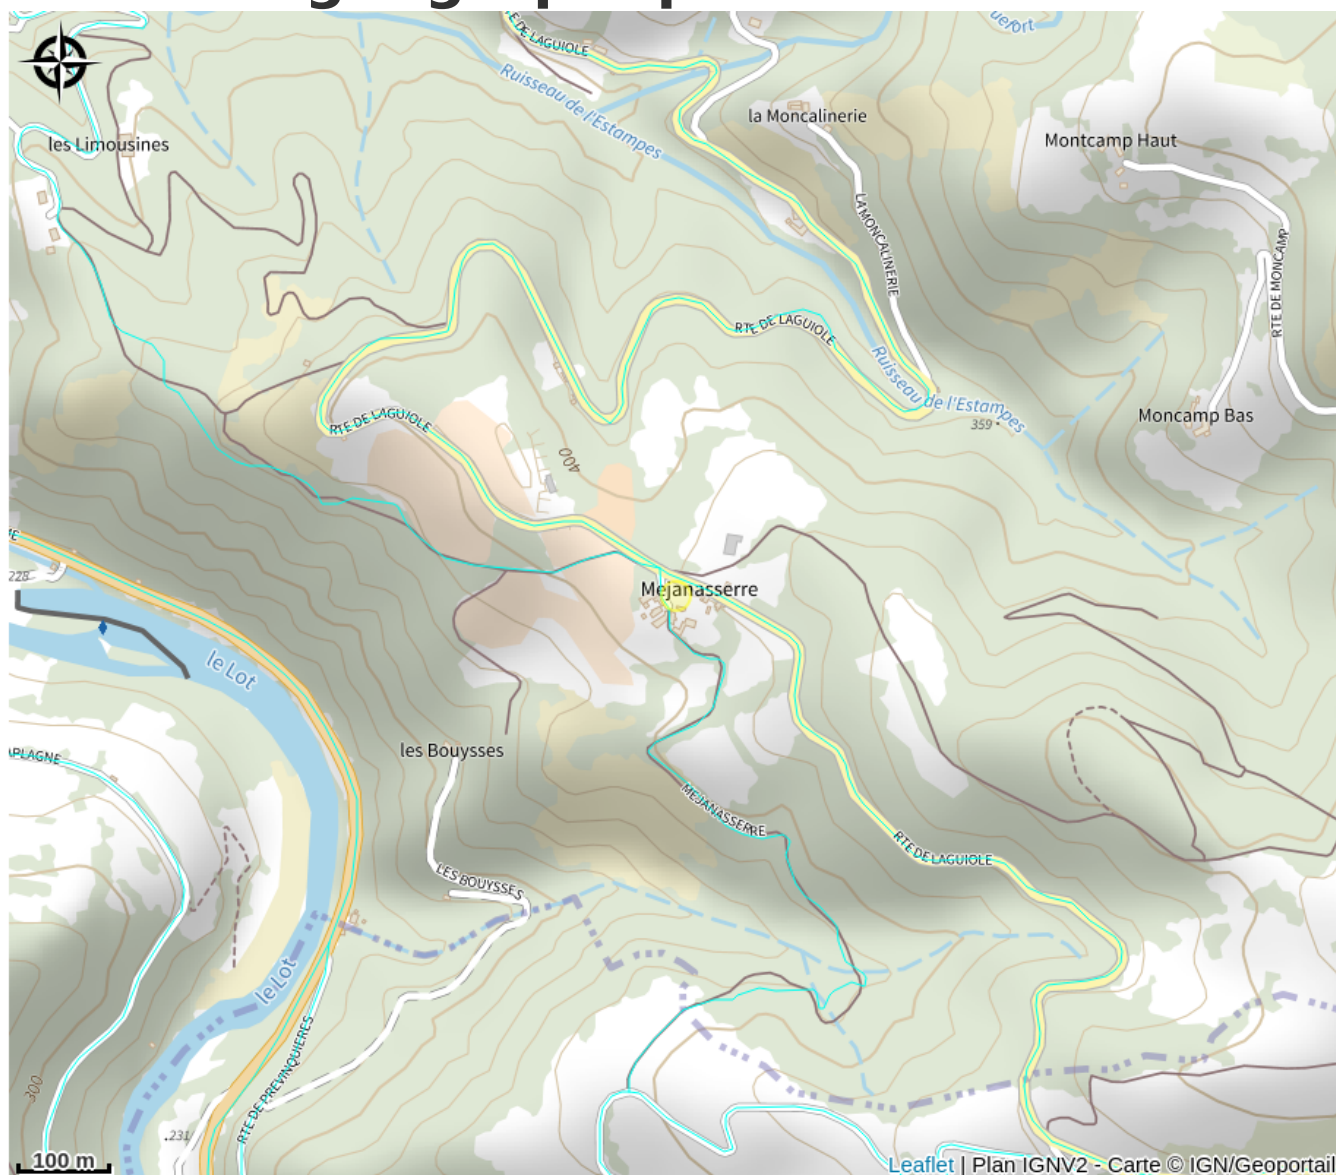 RTE DE LAGUIOLE
uefort
Ruisseau de l'Estampes
la Moncalinerie
Montcamp Haut
les Limousines
LA MONCALINERIE
RTE DE MONCAMP
RTE DE LAGUIOLE
Ruisseau de l'Estampes
359
Moncamp Bas
RTE DE LAGUIOLE
400
228
Mejanasserre
le Lot
APLAGNE
les Bouysses
MEJANASSERRE
RTE DE LAGUIOLE
LES BOUYSSES
le Lot
RTE DE PREVINQUIERES
300
.231
100 m
Leaflet | Plan IGNV2 - Carte © IGN/Geoportail